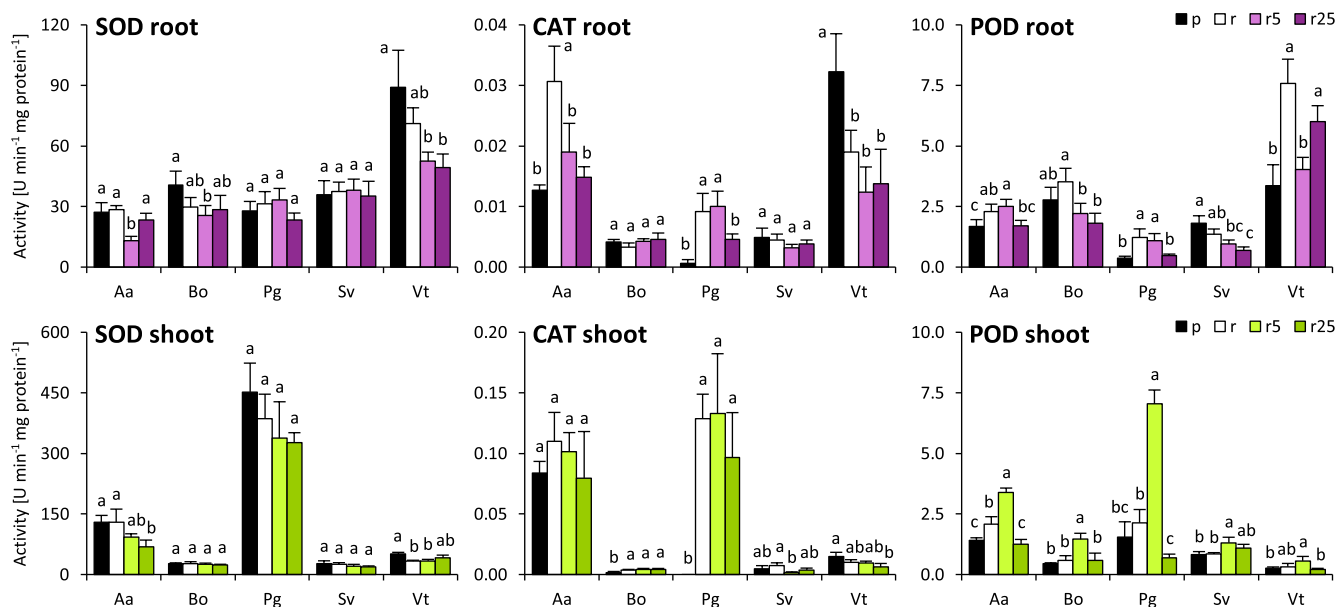 SOD root
CAT root
POD root
p r r5 r25
Activity [U min⁻¹ mg protein⁻¹]
120
90
60
30
0
a a b a
a ab b ab
a a a a
a a a a
a ab b b
Aa Bo Pg Sv Vt
0.04
0.03
0.02
0.01
0.00
b a b b
a a a a
b a a b
a a a a
a b b b
Aa Bo Pg Sv Vt
10.0
7.5
5.0
2.5
0.0
c ab a bc
ab a b b
b a a b
a ab bc c
b a b a
Aa Bo Pg Sv Vt
SOD shoot
CAT shoot
POD shoot
p r r5 r25
Activity [U min⁻¹ mg protein⁻¹]
600
450
300
150
0
a a ab b
a a a a
a a a a
a a a a
a b b ab
Aa Bo Pg Sv Vt
0.20
0.15
0.10
0.05
0.00
a a a a
b a a a
b a a a
ab a b ab
a ab ab b
Aa Bo Pg Sv Vt
10.0
7.5
5.0
2.5
0.0
c b a c
b b a b
bc b a c
b b a ab
b ab a b
Aa Bo Pg Sv Vt